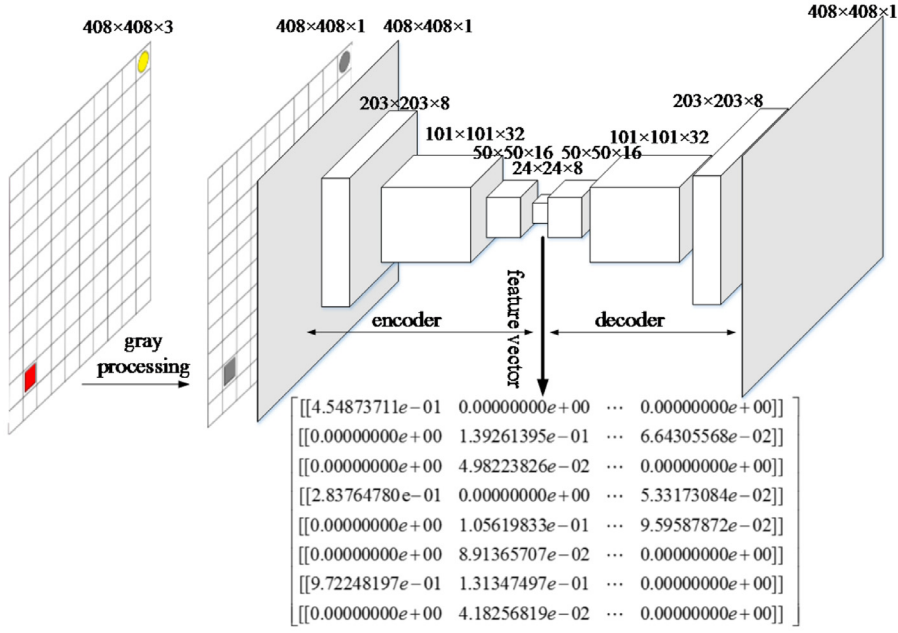 408×408×3
408×408×1
408×408×1
203×203×8
101×101×32
50×50×16
24×24×8
50×50×16
101×101×32
203×203×8
408×408×1
gray
processing
encoder
feature vector
decoder
[[4.54873711e−01 0.00000000e+00 ⋯ 0.00000000e+00]]
[[0.00000000e+00 1.39261395e−01 ⋯ 6.64305568e−02]]
[[0.00000000e+00 4.98223826e−02 ⋯ 0.00000000e+00]]
[[2.83764780e−01 0.00000000e+00 ⋯ 5.33173084e−02]]
[[0.00000000e+00 1.05619833e−01 ⋯ 9.59587872e−02]]
[[0.00000000e+00 8.91365707e−02 ⋯ 0.00000000e+00]]
[[9.72248197e−01 1.31347497e−01 ⋯ 0.00000000e+00]]
[[0.00000000e+00 4.18256819e−02 ⋯ 0.00000000e+00]]